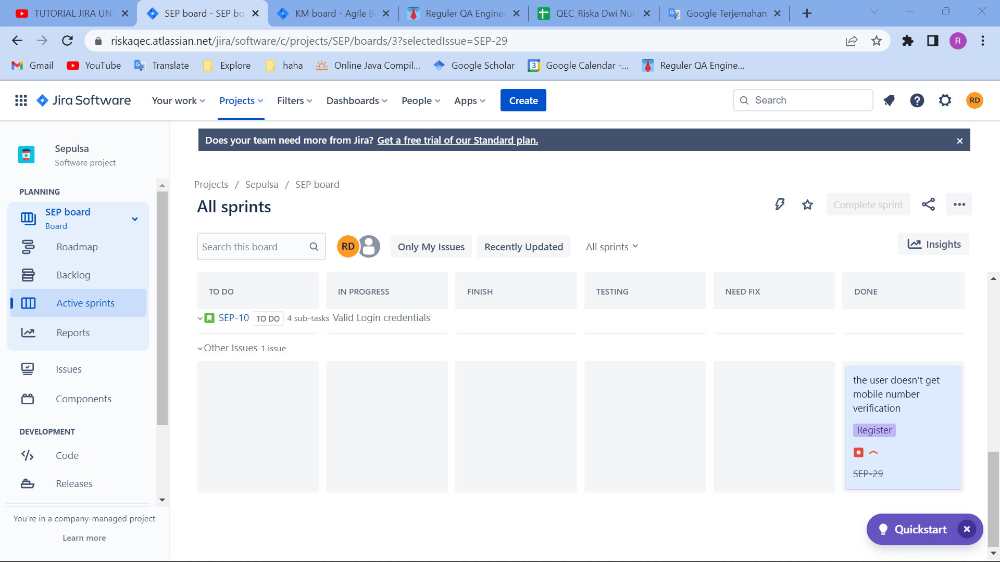 TUTORIAL JIRA UNT
SEP board - SEP bo
KM board - Agile B
Reguler QA Enginee
QEC_Riska Dwi Nur
Google Terjemahan
riskaqec.atlassian.net/jira/software/c/projects/SEP/boards/3?selectedIssue=SEP-29
R
Gmail
YouTube
Translate
Explore
haha
Online Java Compil...
Google Scholar
3
Google Calendar -...
Reguler QA Engine...
Jira Software
Your work
Projects
Filters
Dashboards
People
Apps
Create
Search
RD
Sepulsa
Software project
PLANNING
SEP board
Board
Roadmap
Backlog
Active sprints
Reports
Issues
Components
DEVELOPMENT
Code
Releases
You're in a company-managed project
Learn more
Does your team need more from Jira? Get a free trial of our Standard plan.
Projects / Sepulsa / SEP board
All sprints
Complete sprint
Search this board
RD
Only My Issues
Recently Updated
All sprints
Insights
TO DO
IN PROGRESS
FINISH
TESTING
NEED FIX
DONE
SEP-10 TO DO 4 sub-tasks Valid Login credentials
Other Issues 1 issue
the user doesn't get
mobile number
verification
Register
SEP-29
Quickstart